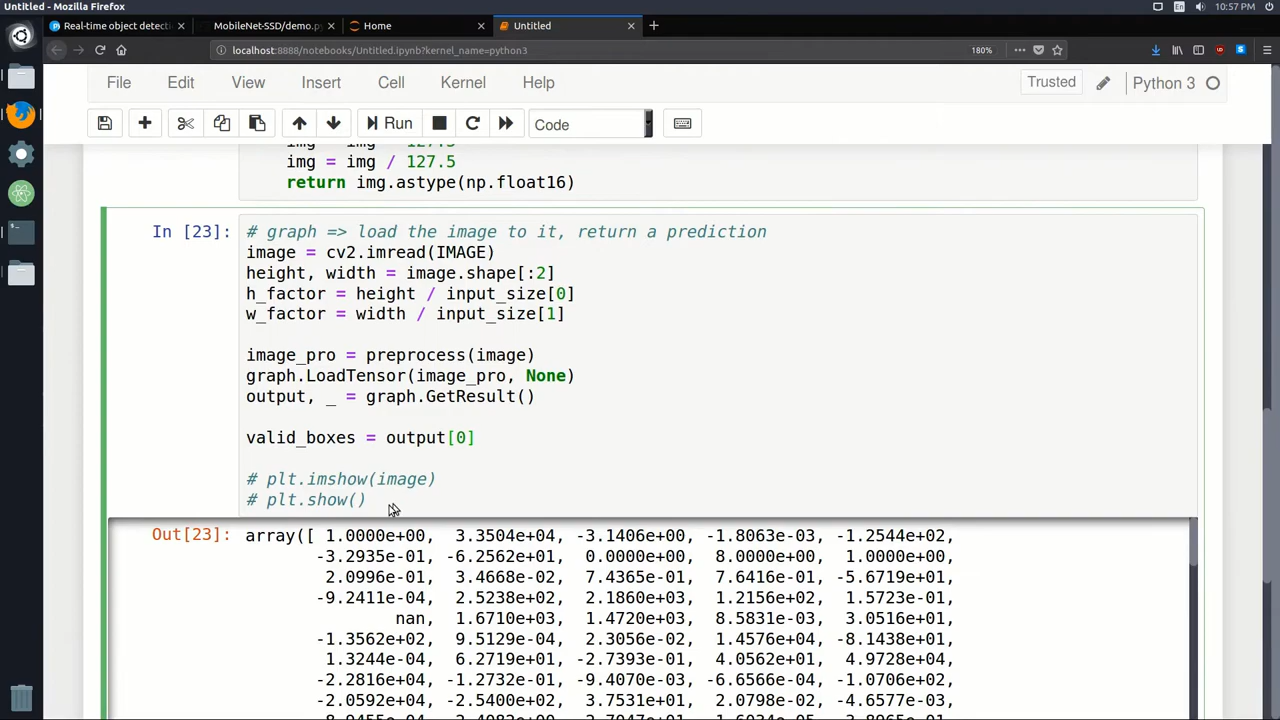 Untitled - Mozilla Firefox
En
10:57 PM
Real-time object detecti
MobileNet-SSD/demo.py
Home
Untitled
localhost:8888/notebooks/Untitled.ipynb?kernel_name=python3
180%
File Edit View Insert Cell Kernel Help
Trusted
Python 3
Run
Code
img = img / 127.5
return img.astype(np.float16)
In [23]:
# graph => load the image to it, return a prediction
image = cv2.imread(IMAGE)
height, width = image.shape[:2]
h_factor = height / input_size[0]
w_factor = width / input_size[1]
image_pro = preprocess(image)
graph.LoadTensor(image_pro, None)
output, _ = graph.GetResult()
valid_boxes = output[0]
# plt.imshow(image)
# plt.show()
Out[23]:
array([ 1.0000e+00, 3.3504e+04, -3.1406e+00, -1.8063e-03, -1.2544e+02,
-3.2935e-01, -6.2562e+01, 0.0000e+00, 8.0000e+00, 1.0000e+00,
2.0996e-01, 3.4668e-02, 7.4365e-01, 7.6416e-01, -5.6719e+01,
-9.2411e-04, 2.5238e+02, 2.1860e+03, 1.2156e+02, 1.5723e-01,
nan, 1.6710e+03, 1.4720e+03, 8.5831e-03, 3.0516e+01,
-1.3562e+02, 9.5129e-04, 2.3056e-02, 1.4576e+04, -8.1438e+01,
1.3244e-04, 6.2719e+01, -2.7393e-01, 4.0562e+01, 4.9728e+04,
-2.2816e+04, -1.2732e-01, -9.4070e-03, -6.6566e-04, -1.0706e+02,
-2.0592e+04, -2.5400e+02, 3.7531e+01, 2.0798e-02, -4.6577e-03,